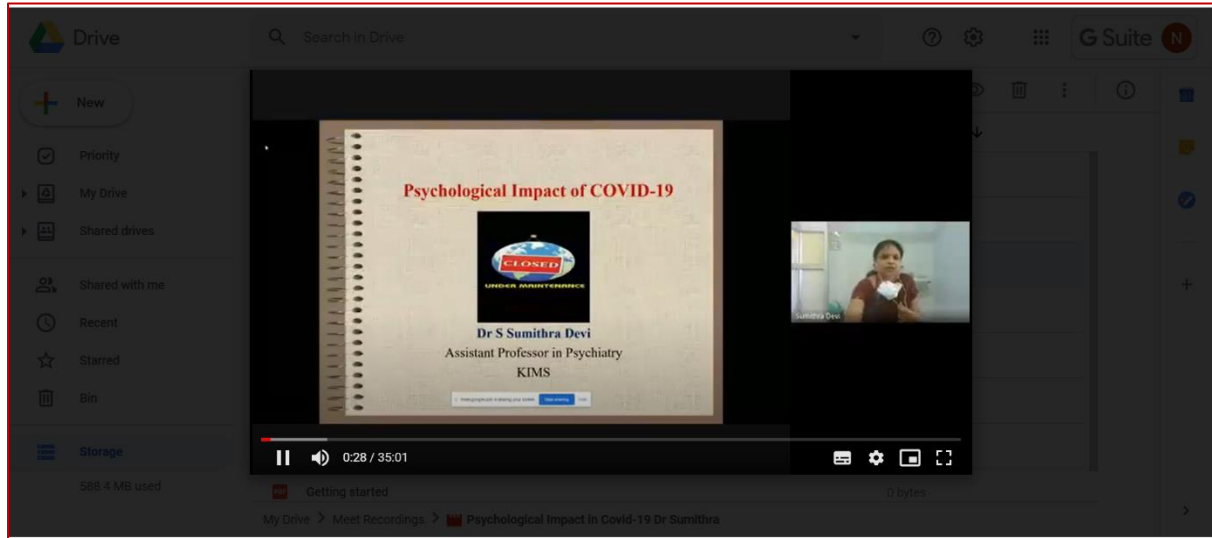 Drive
Search in Drive
G Suite
N
New
Priority
My Drive
Shared drives
Shared with me
Recent
Starred
Bin
Storage
588.4 MB used
Psychological Impact of COVID-19
CLOSED
UNDER MAINTENANCE
Dr S Sumithra Devi
Assistant Professor in Psychiatry
KIMS
Stop sharing
Sumithra Devi
0:28 / 35:01
PDF
Getting started
0 bytes
My Drive > Meet Recordings > Psychological Impact in Covid-19 Dr Sumithra